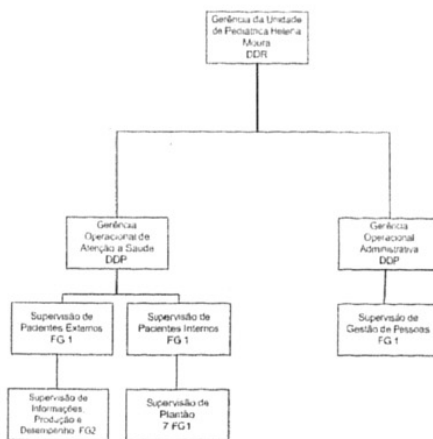 Gerência da Unidade
de Pediátrica Helena
Moura
DDR
Gerência
Operacional de
Atenção a Saúde
DDP
Gerência
Operacional
Administrativa
DDP
Supervisão de
Pacientes Externos
FG 1
Supervisão de
Pacientes Internos
FG 1
Supervisão de
Gestão de Pessoas
FG 1
Supervisão de
Informações,
Produção e
Desempenho FG2
Supervisão de
Plantão
7 FG1